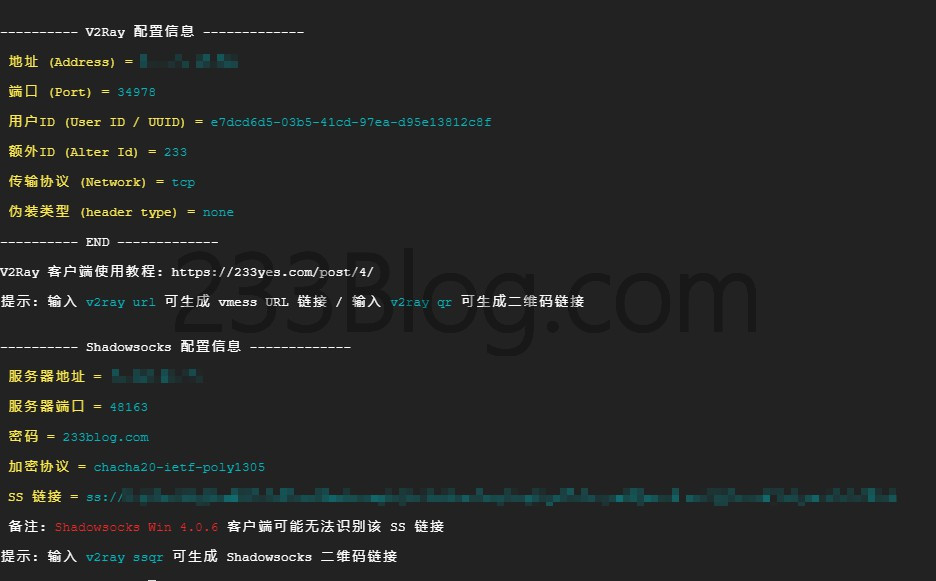 ---------- V2Ray 配置信息 -------------
地址 (Address) =
端口 (Port) = 34978
用户ID (User ID / UUID) = e7dcd6d5-03b5-41cd-97ea-d95e13812c8f
额外ID (Alter Id) = 233
传输协议 (Network) = tcp
伪装类型 (header type) = none
---------- END -------------
V2Ray 客户端使用教程: https://233yes.com/post/4/
提示: 输入 v2ray url 可生成 vmess URL 链接 / 输入 v2ray qr 可生成二维码链接
233Blog.com
---------- Shadowsocks 配置信息 -------------
服务器地址 =
服务器端口 = 48163
密码 = 233blog.com
加密协议 = chacha20-ietf-poly1305
SS 链接 = ss://
备注: Shadowsocks Win 4.0.6 客户端可能无法识别该 SS 链接
提示: 输入 v2ray ssqr 可生成 Shadowsocks 二维码链接